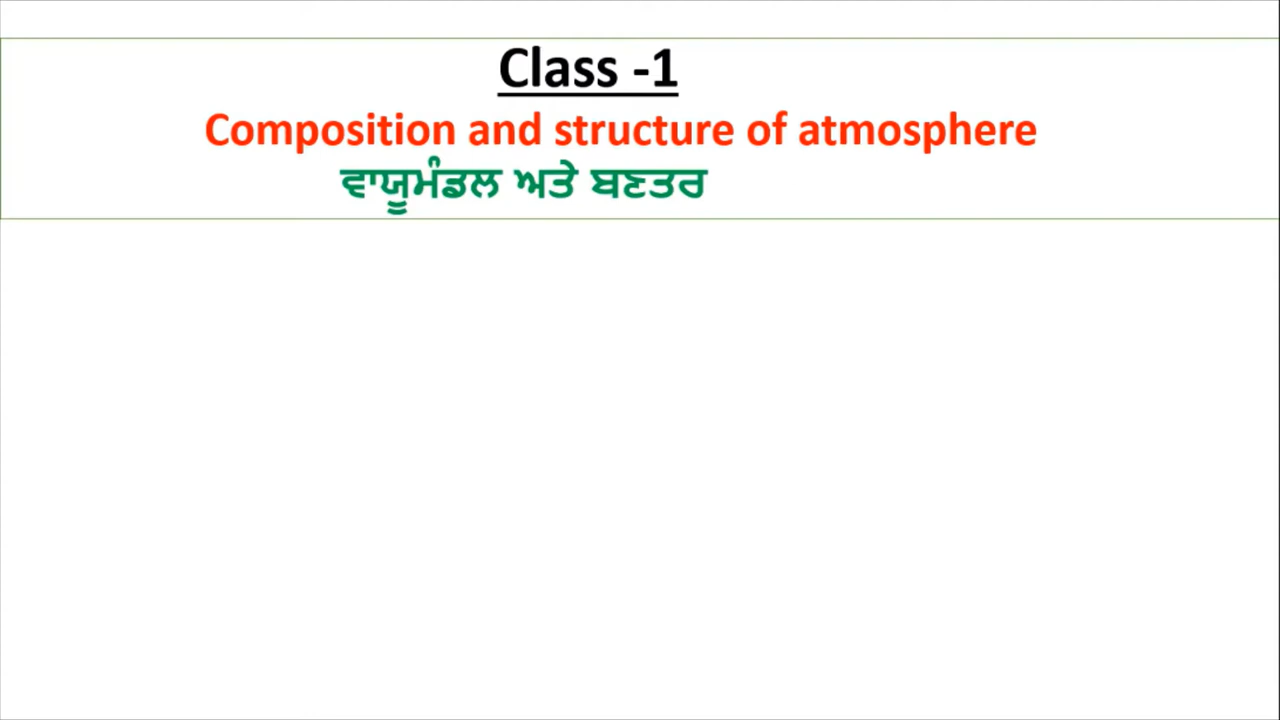 Class -1
Composition and structure of atmosphere
ਵਾਯੂਮੰਡਲ ਅਤੇ ਬਣਤਰ